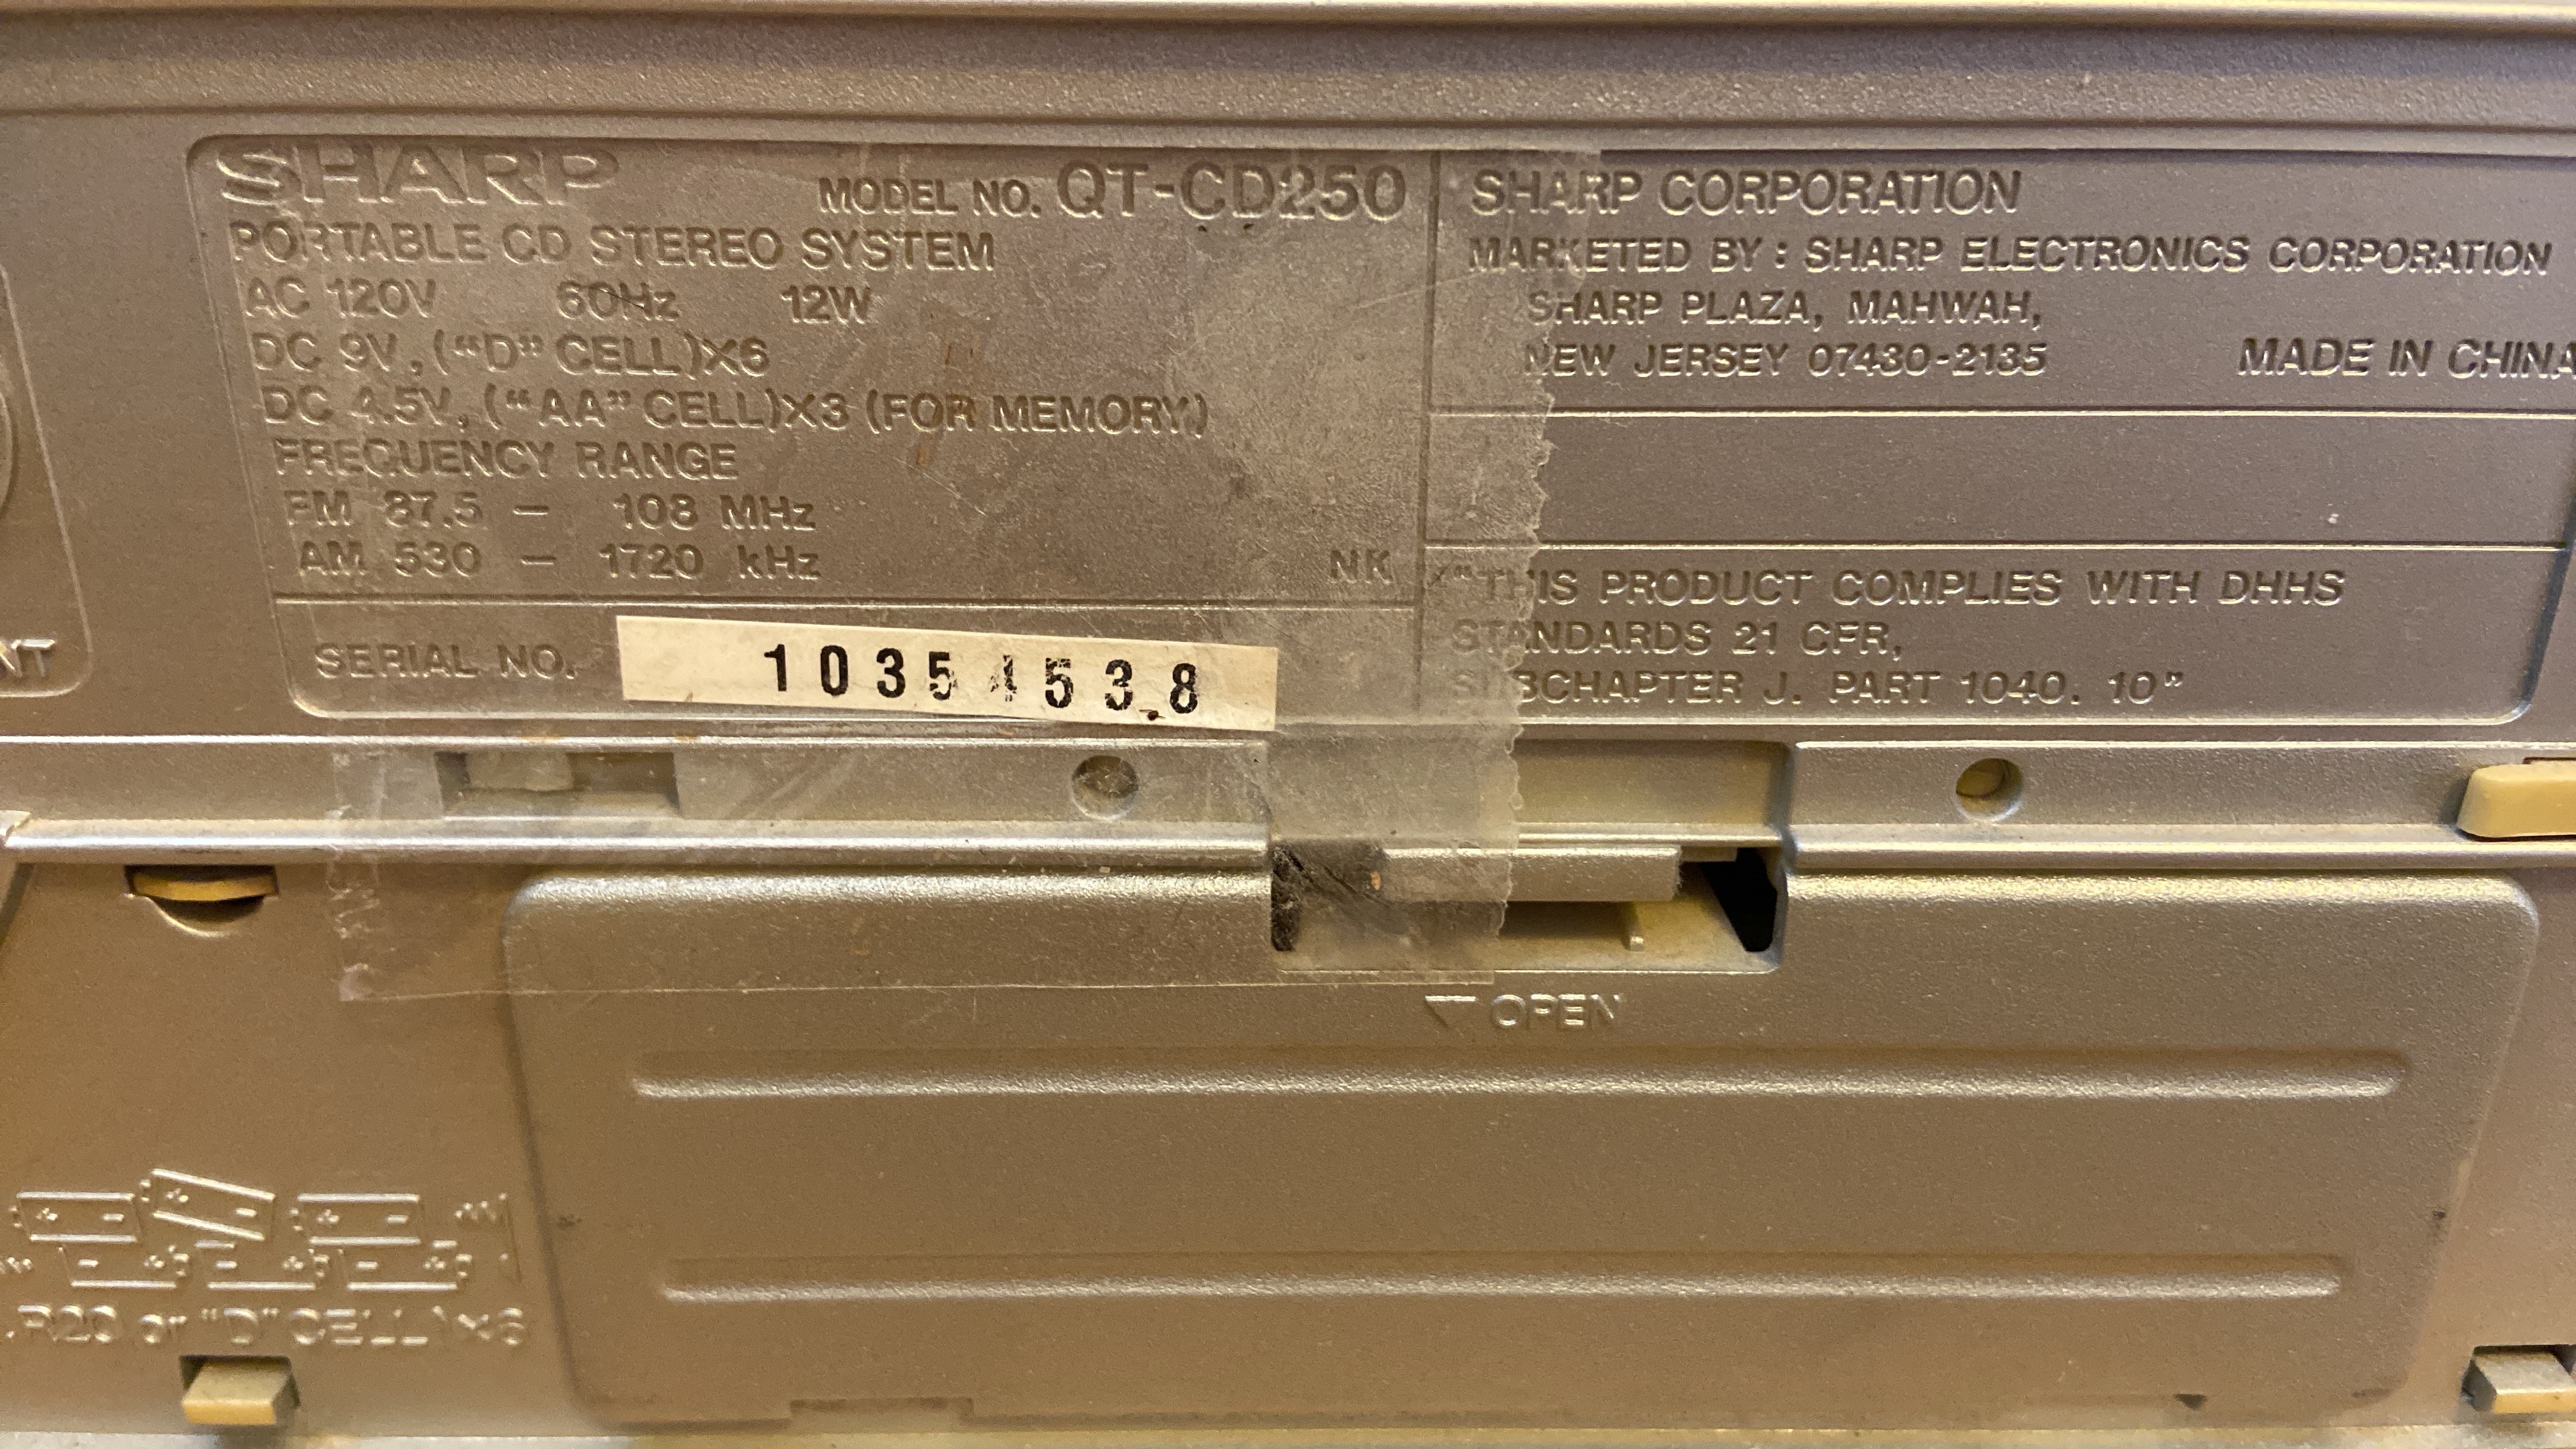 SHARP MODEL NO. QT-CD250
PORTABLE CD STEREO SYSTEM
AC 120V 60Hz 12W
DC 9V, ("D" CELL)X6
DC 4.5V, ("AA" CELL)X3 (FOR MEMORY)
FREQUENCY RANGE
FM 87.5 – 108 MHz
AM 530 – 1720 kHz
NK
SERIAL NO.
SHARP CORPORATION
MARKETED BY : SHARP ELECTRONICS CORPORATION
SHARP PLAZA, MAHWAH,
NEW JERSEY 07430-2135 MADE IN CHINA
"THIS PRODUCT COMPLIES WITH DHHS
STANDARDS 21 CFR,
SUBCHAPTER J. PART 1040. 10"
OPEN
R20 or "D" CELL)×6